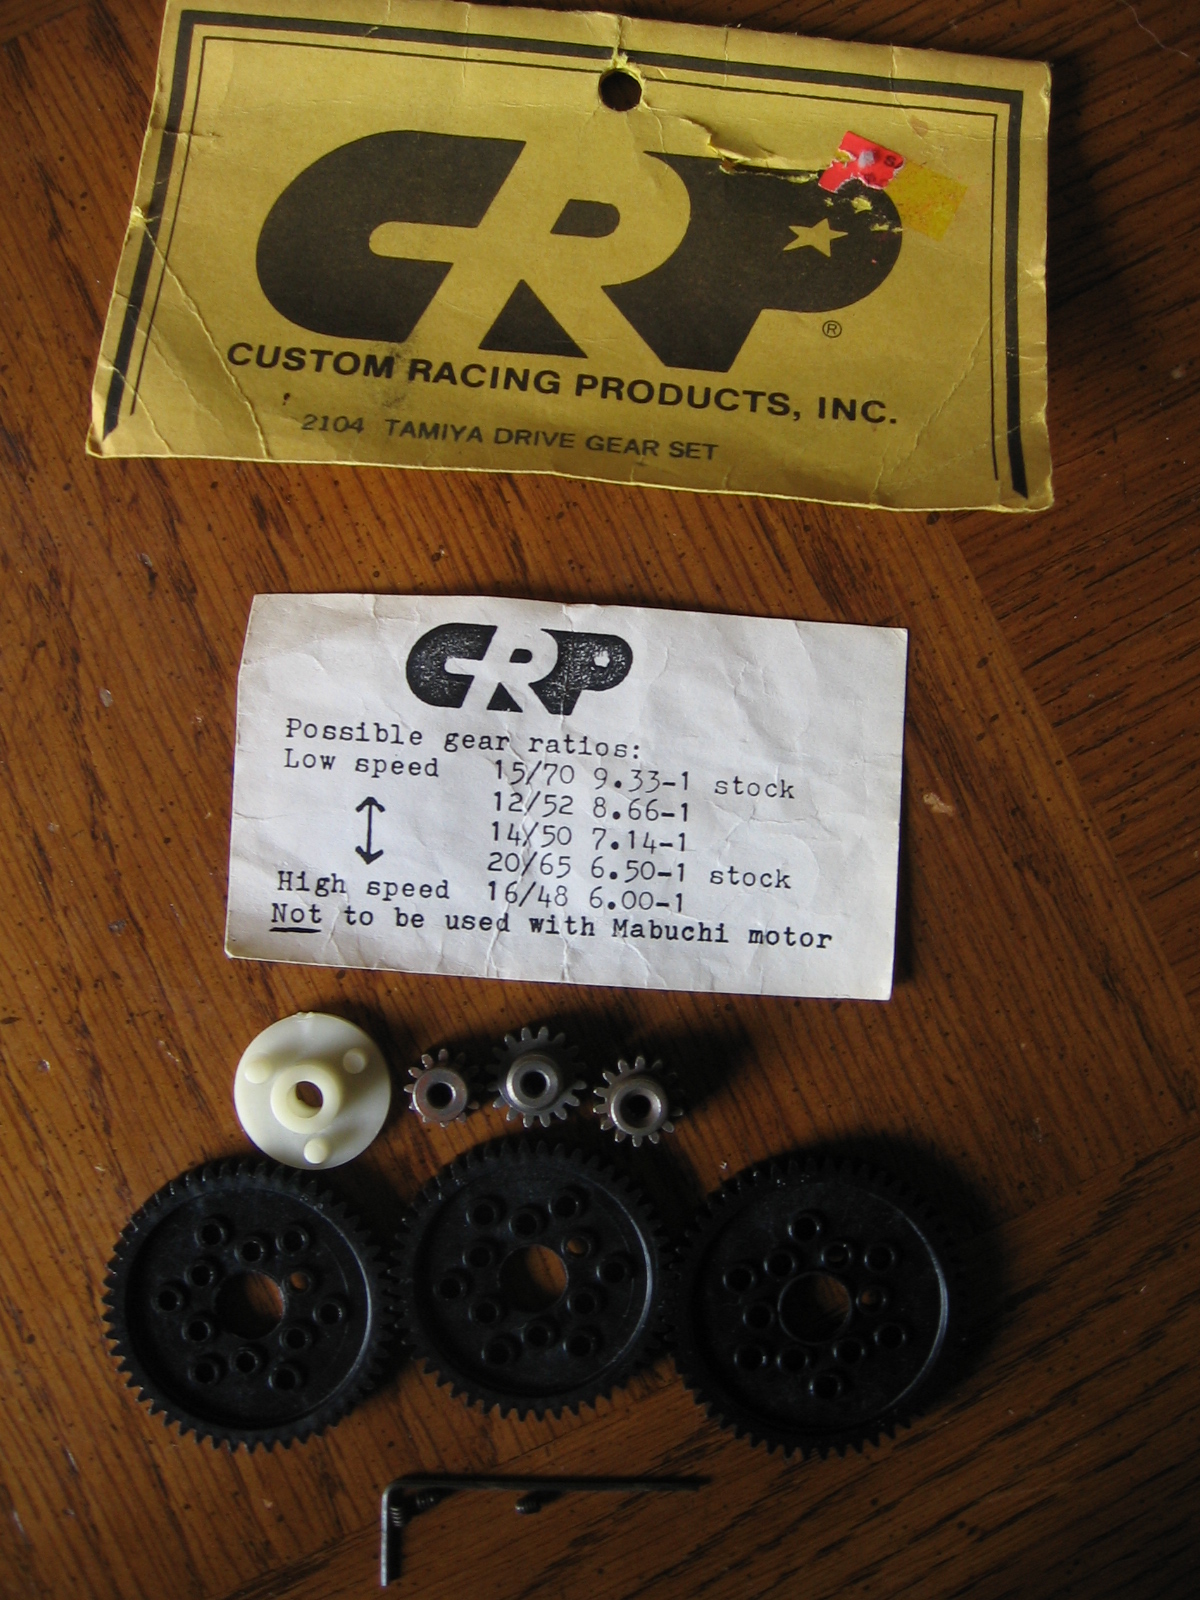 CRP
®
CUSTOM RACING PRODUCTS, INC.
2104 TAMIYA DRIVE GEAR SET
CRP
Possible gear ratios:
Low speed 15/70 9.33-1 stock
12/52 8.66-1
14/50 7.14-1
20/65 6.50-1 stock
High speed 16/48 6.00-1
Not to be used with Mabuchi motor